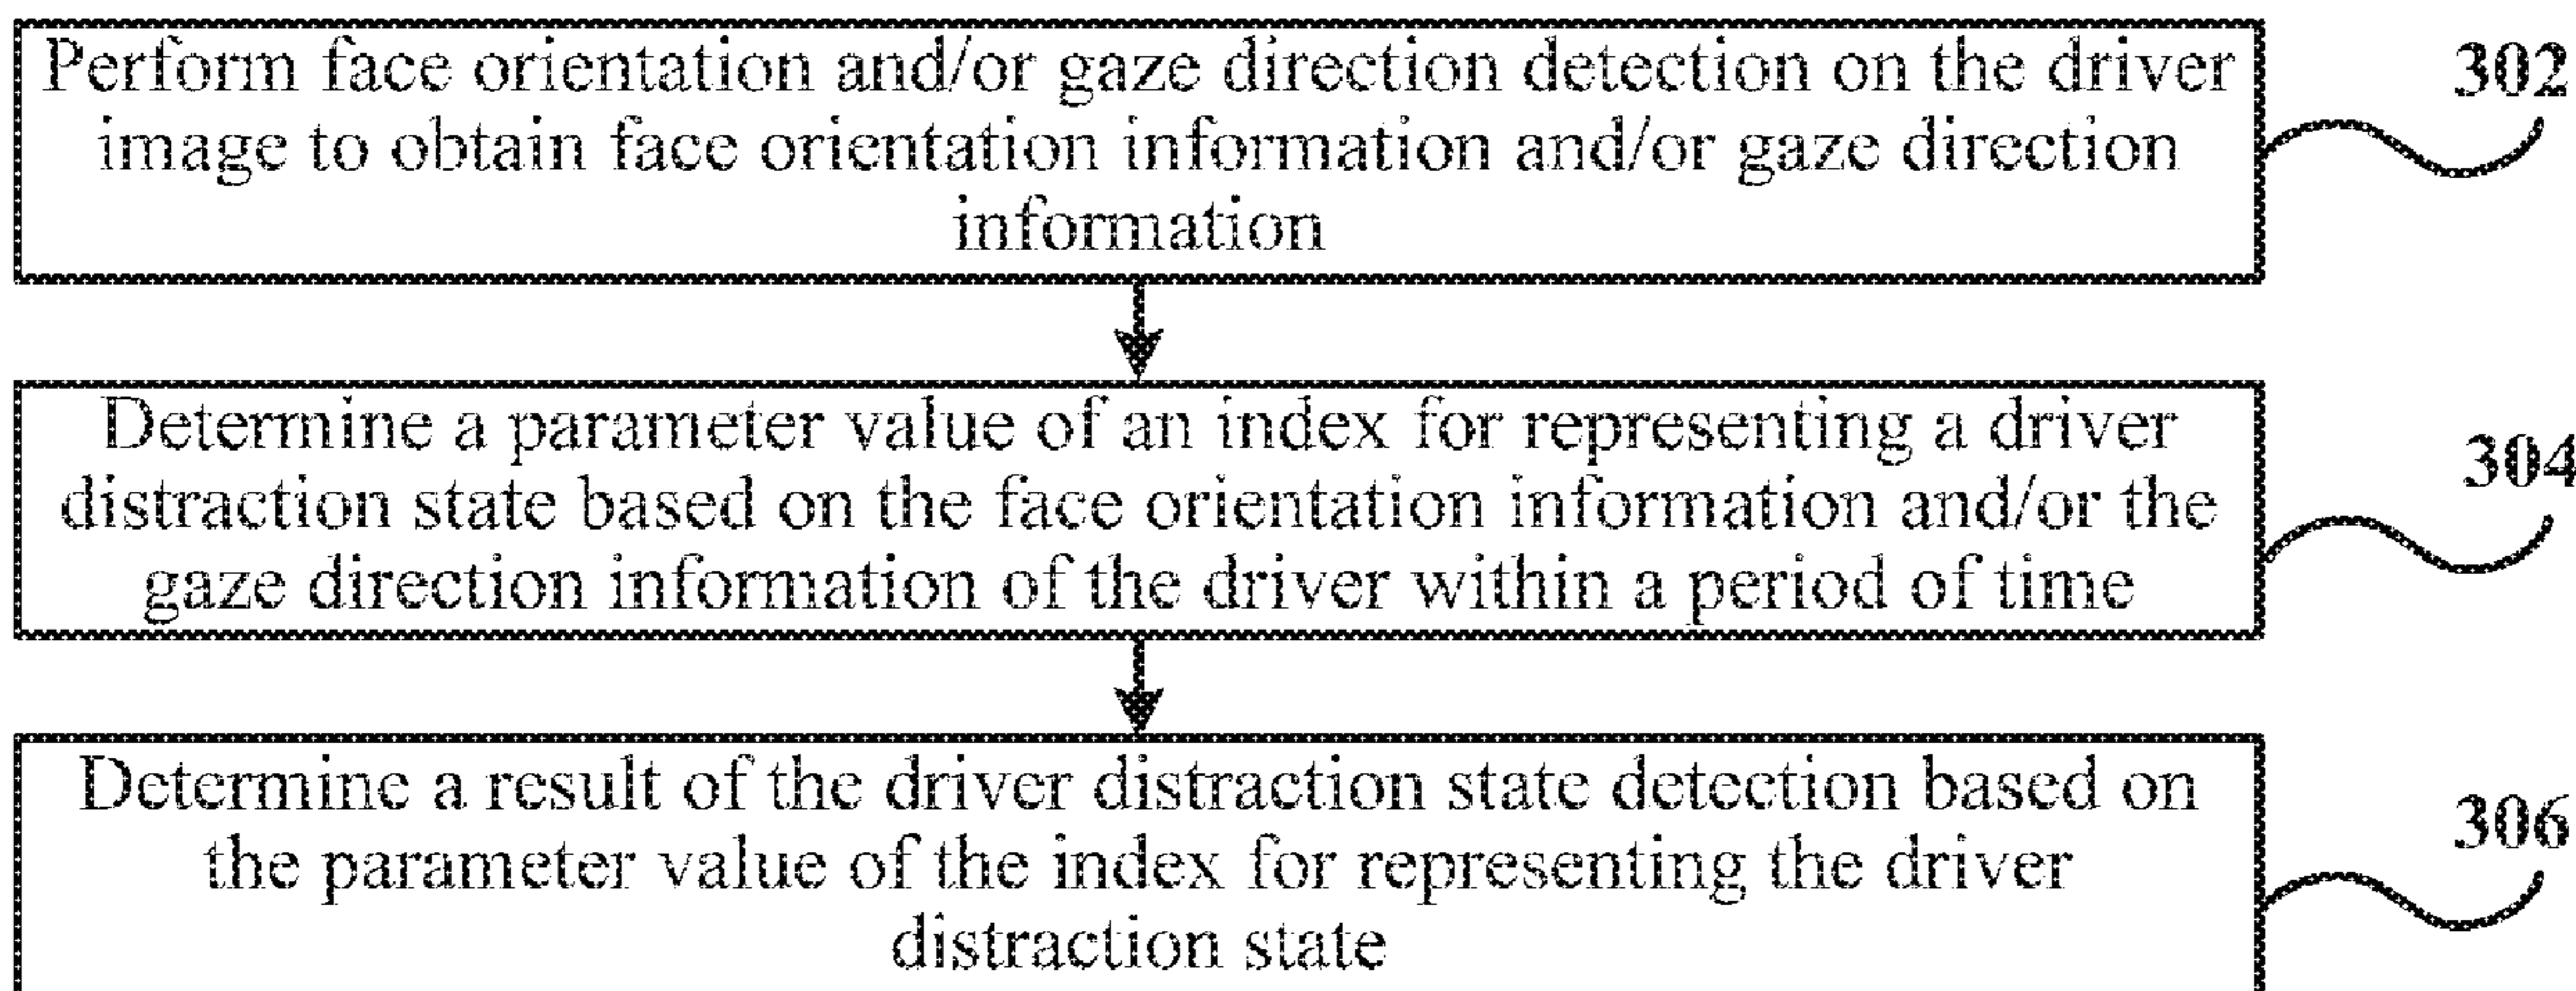 Perform face orientation and/or gaze direction detection on the driver
image to obtain face orientation information and/or gaze direction
information
302
Determine a parameter value of an index for representing a driver
distraction state based on the face orientation information and/or the
gaze direction information of the driver within a period of time
304
Determine a result of the driver distraction state detection based on
the parameter value of the index for representing the driver
distraction state
306